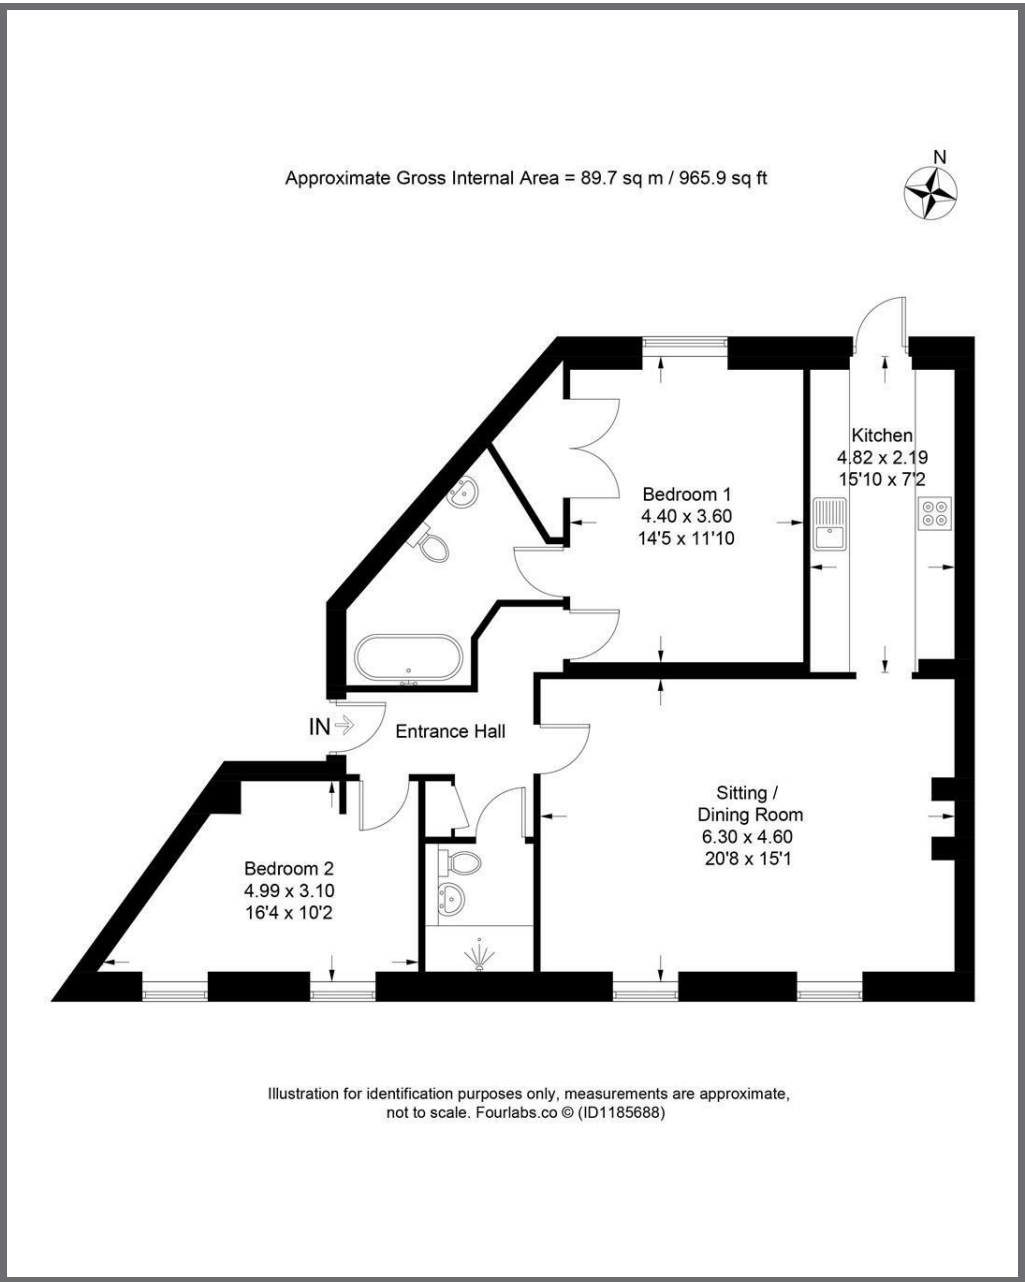 Approximate Gross Internal Area = 89.7 sq m / 965.9 sq ft
N
Kitchen
4.82 x 2.19
15'10 x 7'2
Bedroom 1
4.40 x 3.60
14'5 x 11'10
IN
Entrance Hall
Sitting /
Dining Room
6.30 x 4.60
20'8 x 15'1
Bedroom 2
4.99 x 3.10
16'4 x 10'2
Illustration for identification purposes only, measurements are approximate,
not to scale. Fourlabs.co © (ID1185688)